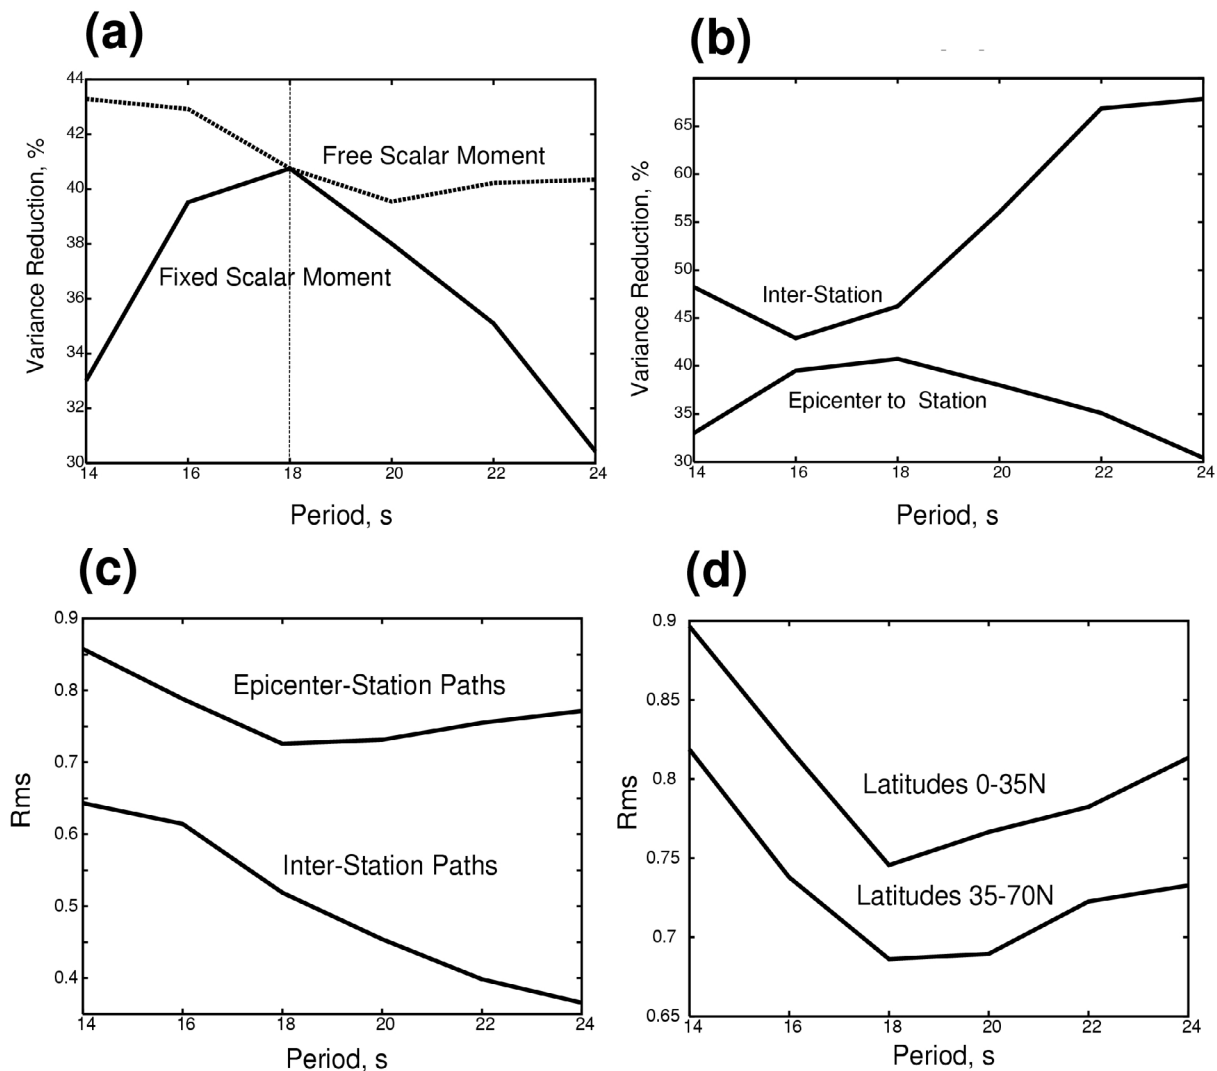 (a)
44
42
40
38
36
34
32
30
Variance Reduction, %
Free Scalar Moment
Fixed Scalar Moment
14 16 18 20 22 24
Period, s
(b)
65
60
55
50
45
40
35
30
Variance Reduction, %
Inter-Station
Epicenter to Station
14 16 18 20 22 24
Period, s
(c)
0.9
0.8
0.7
0.6
0.5
0.4
Rms
Epicenter-Station Paths
Inter-Station Paths
14 16 18 20 22 24
Period, s
(d)
0.9
0.85
0.8
0.75
0.7
0.65
Rms
Latitudes 0-35N
Latitudes 35-70N
14 16 18 20 22 24
Period, s